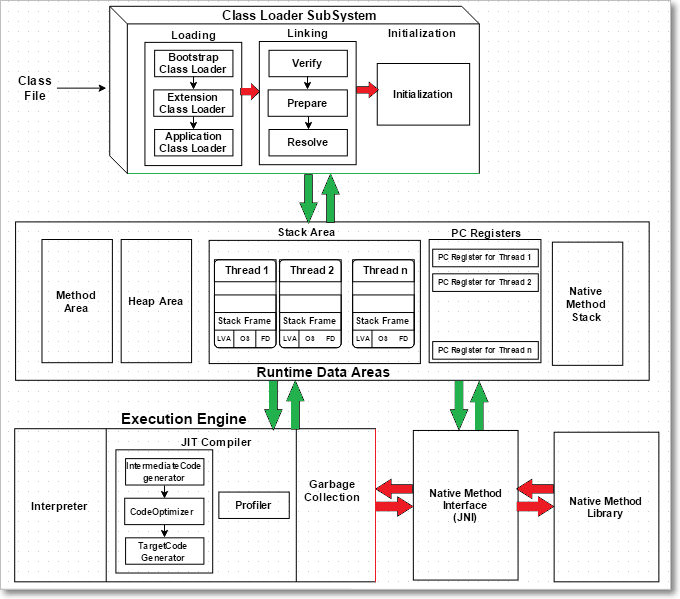 Class Loader SubSystem
Loading
Linking
Initialization
Class
File
Bootstrap
Class Loader
Extension
Class Loader
Application
Class Loader
Verify
Prepare
Resolve
Initialization
Stack Area
PC Registers
Method
Area
Heap Area
Thread 1
Stack Frame
LVA OS FD
Thread 2
Stack Frame
LVA OS FD
Thread n
Stack Frame
LVA OS FD
PC Register for Thread 1
PC Register for Thread 2
PC Register for Thread n
Native
Method
Stack
Runtime Data Areas
Execution Engine
Interpreter
JIT Compiler
IntermediateCode
generator
CodeOptimizer
TargetCode
Generator
Profiler
Garbage
Collection
Native Method
Interface
(JNI)
Native Method
Library